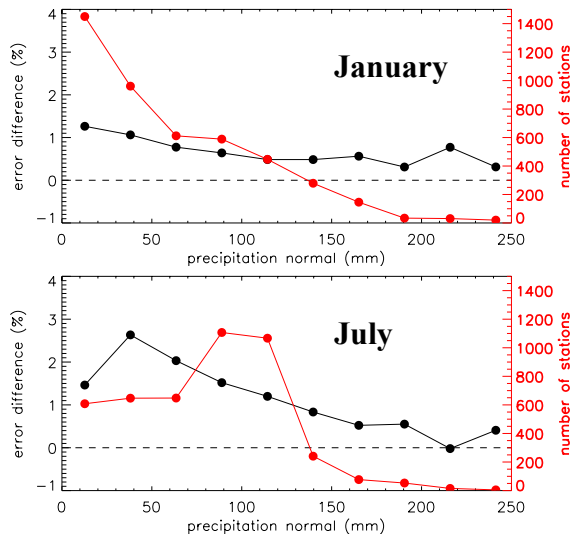 4
3
2
1
0
−1
error difference (%)
January
1400
1200
1000
800
600
400
200
0
number of stations
0 50 100 150 200 250
precipitation normal (mm)
4
3
2
1
0
−1
error difference (%)
July
1400
1200
1000
800
600
400
200
0
number of stations
0 50 100 150 200 250
precipitation normal (mm)